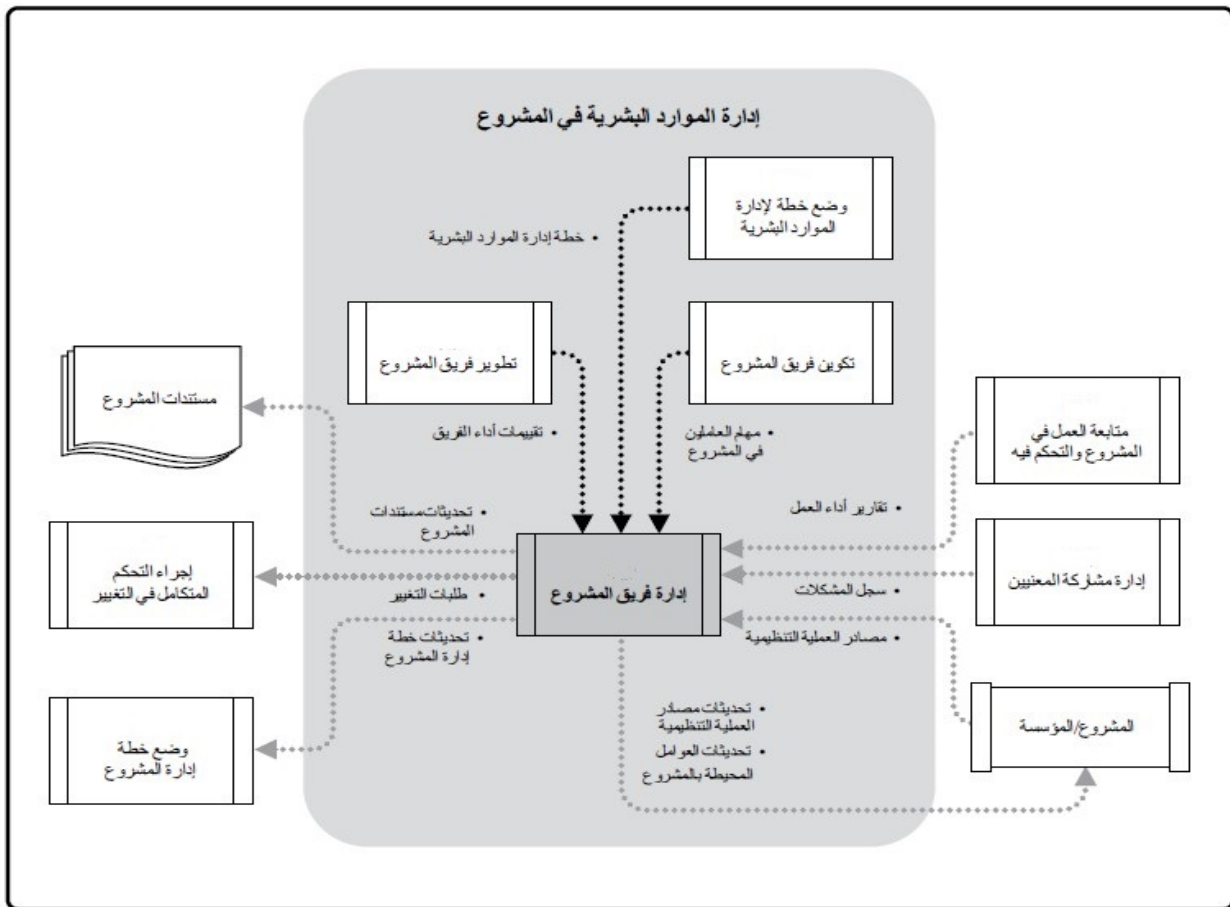 إدارة الموارد البشرية في المشروع
وضع خطة لإدارة
الموارد البشرية
• خطة إدارة الموارد البشرية
تكوين فريق المشروع
تطوير فريق المشروع
مستندات المشروع
متابعة العمل في
المشروع والتحكم فيه
• مهام العاملين
في المشروع
• تقييمات أداء الفريق
• تقارير أداء العمل
• تحديثات مستندات
المشروع
إدارة مشاركة المعنيين
إدارة فريق المشروع
إجراء التحكم
المتكامل في التغيير
• سجل المشكلات
• طلبات التغيير
• مصادر العملية التنظيمية
• تحديثات خطة
إدارة المشروع
المشروع/المؤسسة
• تحديثات مصادر
العملية التنظيمية
• تحديثات العوامل
المحيطة بالمشروع
وضع خطة
إدارة المشروع